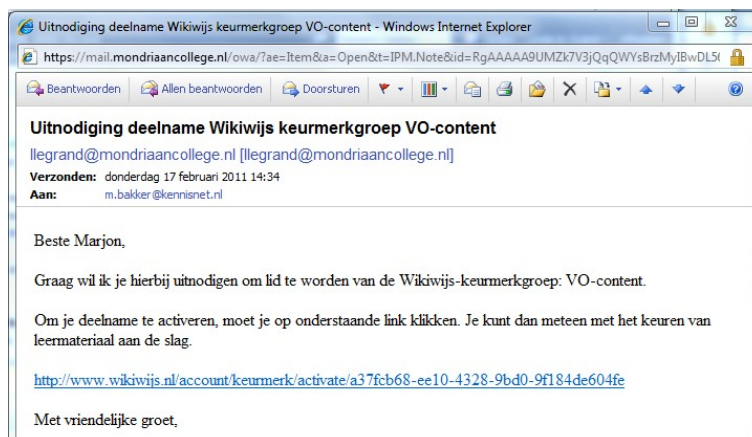 Uitnodiging deelname Wikiwijs keurmerkgroep VO-content - Windows Internet Explorer
https://mail.mondriaancollege.nl/owa/?ae=Item&a=Open&t=IPM.Note&id=RgAAAAA9UMZk7V3jQqQWYsBrzMyIBwDL5(
Beantwoorden Allen beantwoorden Doorsturen
Uitnodiging deelname Wikiwijs keurmerkgroep VO-content
llegrand@mondriaancollege.nl [llegrand@mondriaancollege.nl]
Verzonden: donderdag 17 februari 2011 14:34
Aan: m.bakker@kennisnet.nl
Beste Marjon,
Graag wil ik je hierbij uitnodigen om lid te worden van de Wikiwijs-keurmerkgroep: VO-content.
Om je deelname te activeren, moet je op onderstaande link klikken. Je kunt dan meteen met het keuren van
leermateriaal aan de slag.
http://www.wikiwijs.nl/account/keurmerk/activate/a37fcb68-ee10-4328-9bd0-9f184de604fe
Met vriendelijke groet,